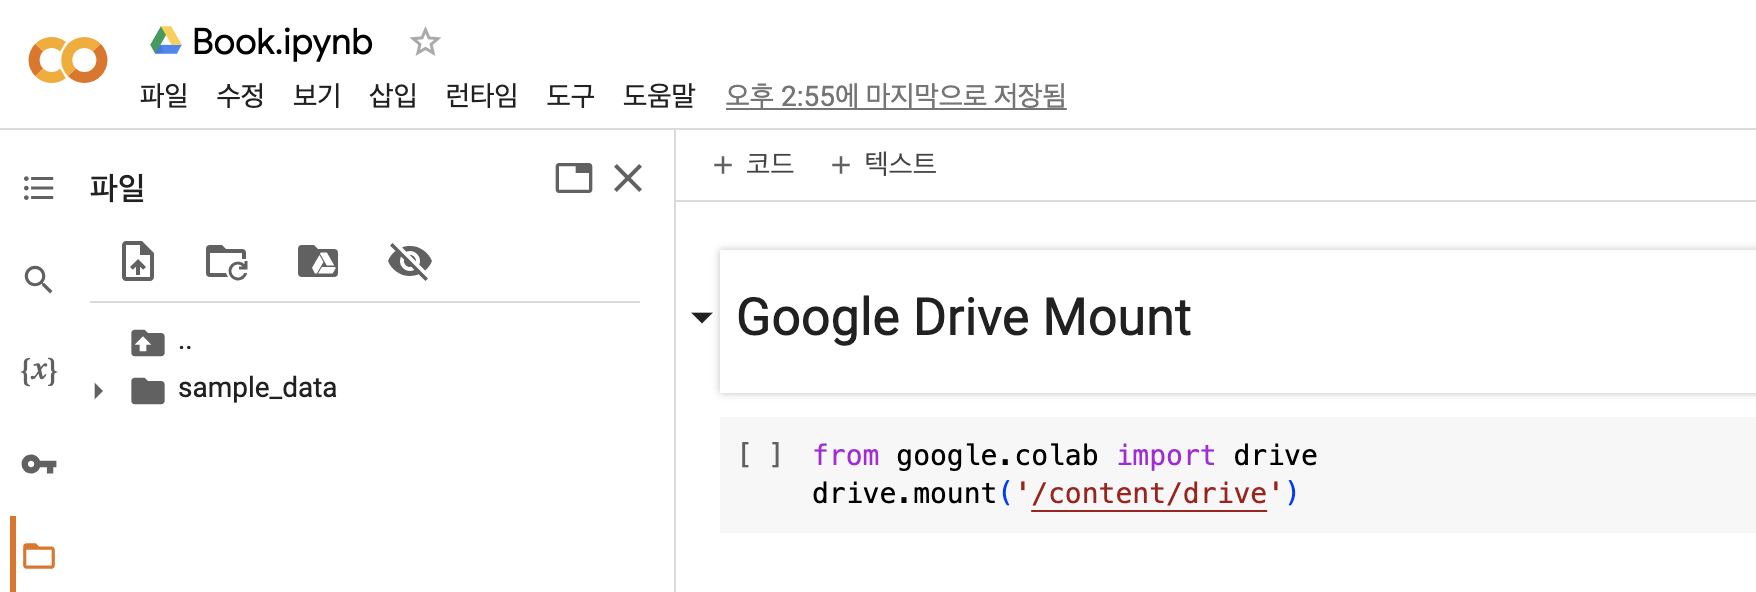 Book.ipynb
파일 수정 보기 삽입 런타임 도구 도움말 오후 2:55에 마지막으로 저장됨
파일
+ 코드 + 텍스트
..
sample_data
{x}
Google Drive Mount
[ ] from google.colab import drive
drive.mount('/content/drive')